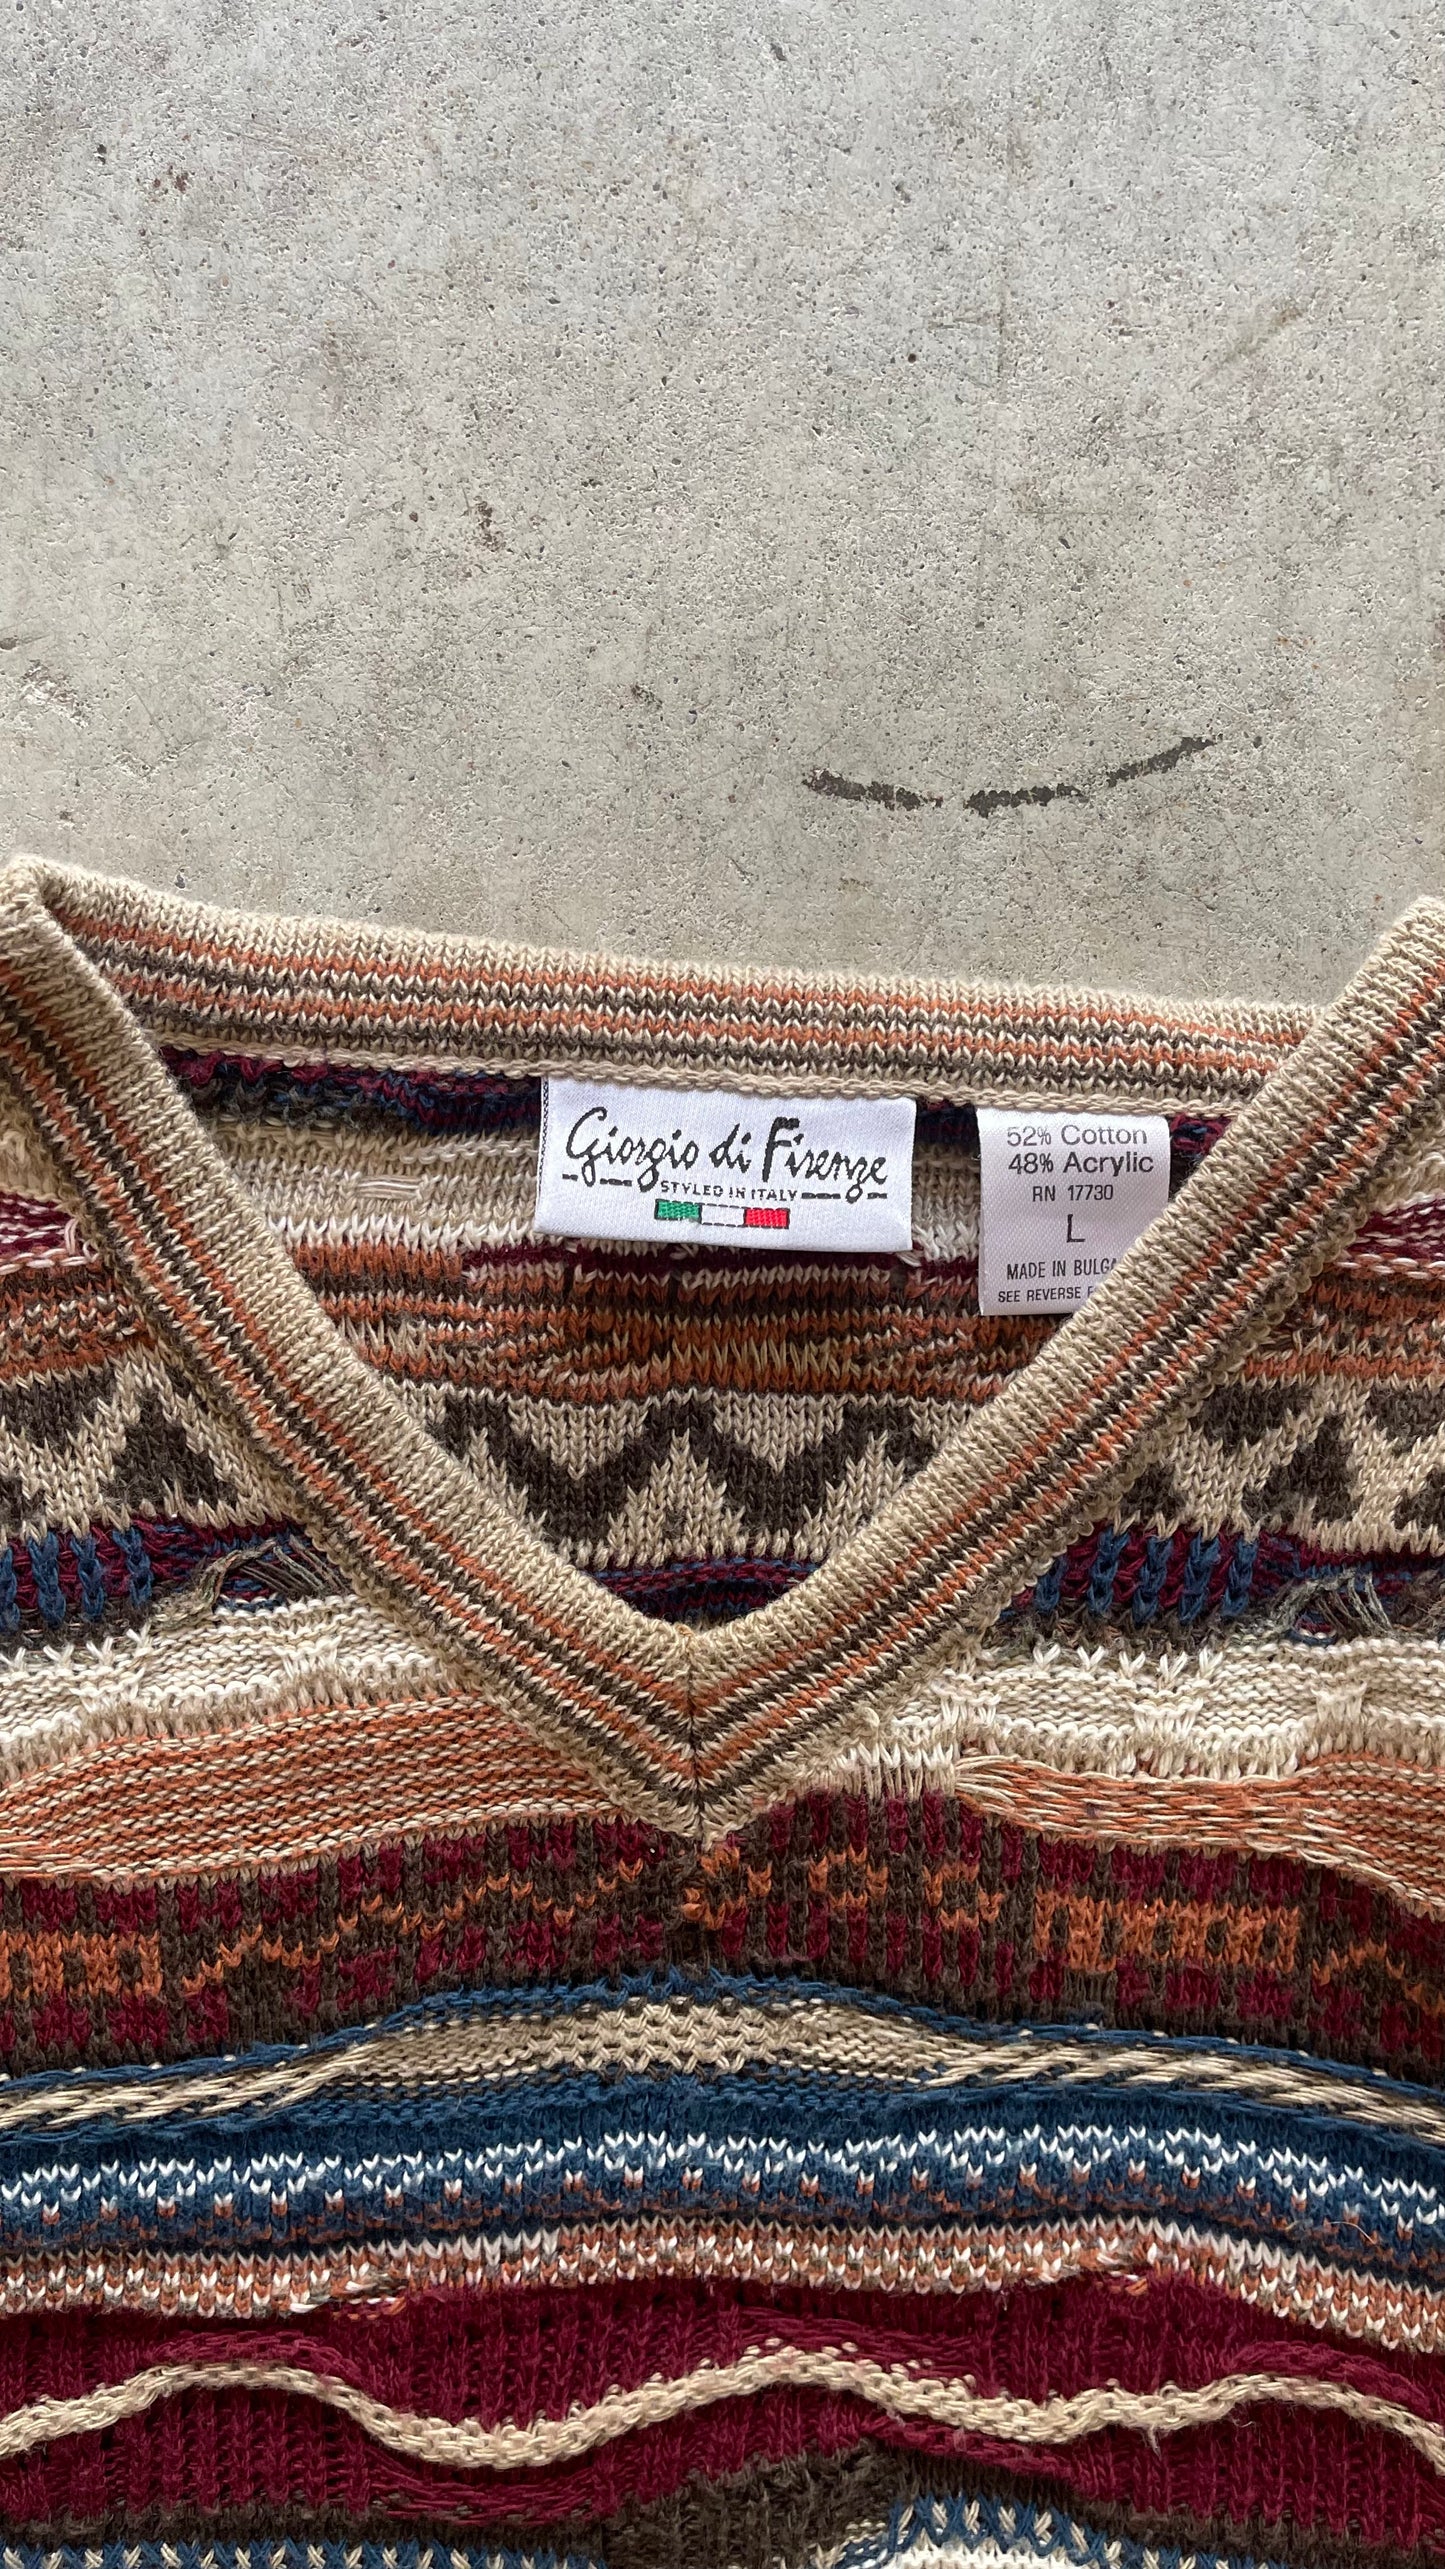 Giorgio di Firenze
STYLED IN ITALY
52% Cotton
48% Acrylic
RN 17730
L
MADE IN BULGA
SEE REVERSE